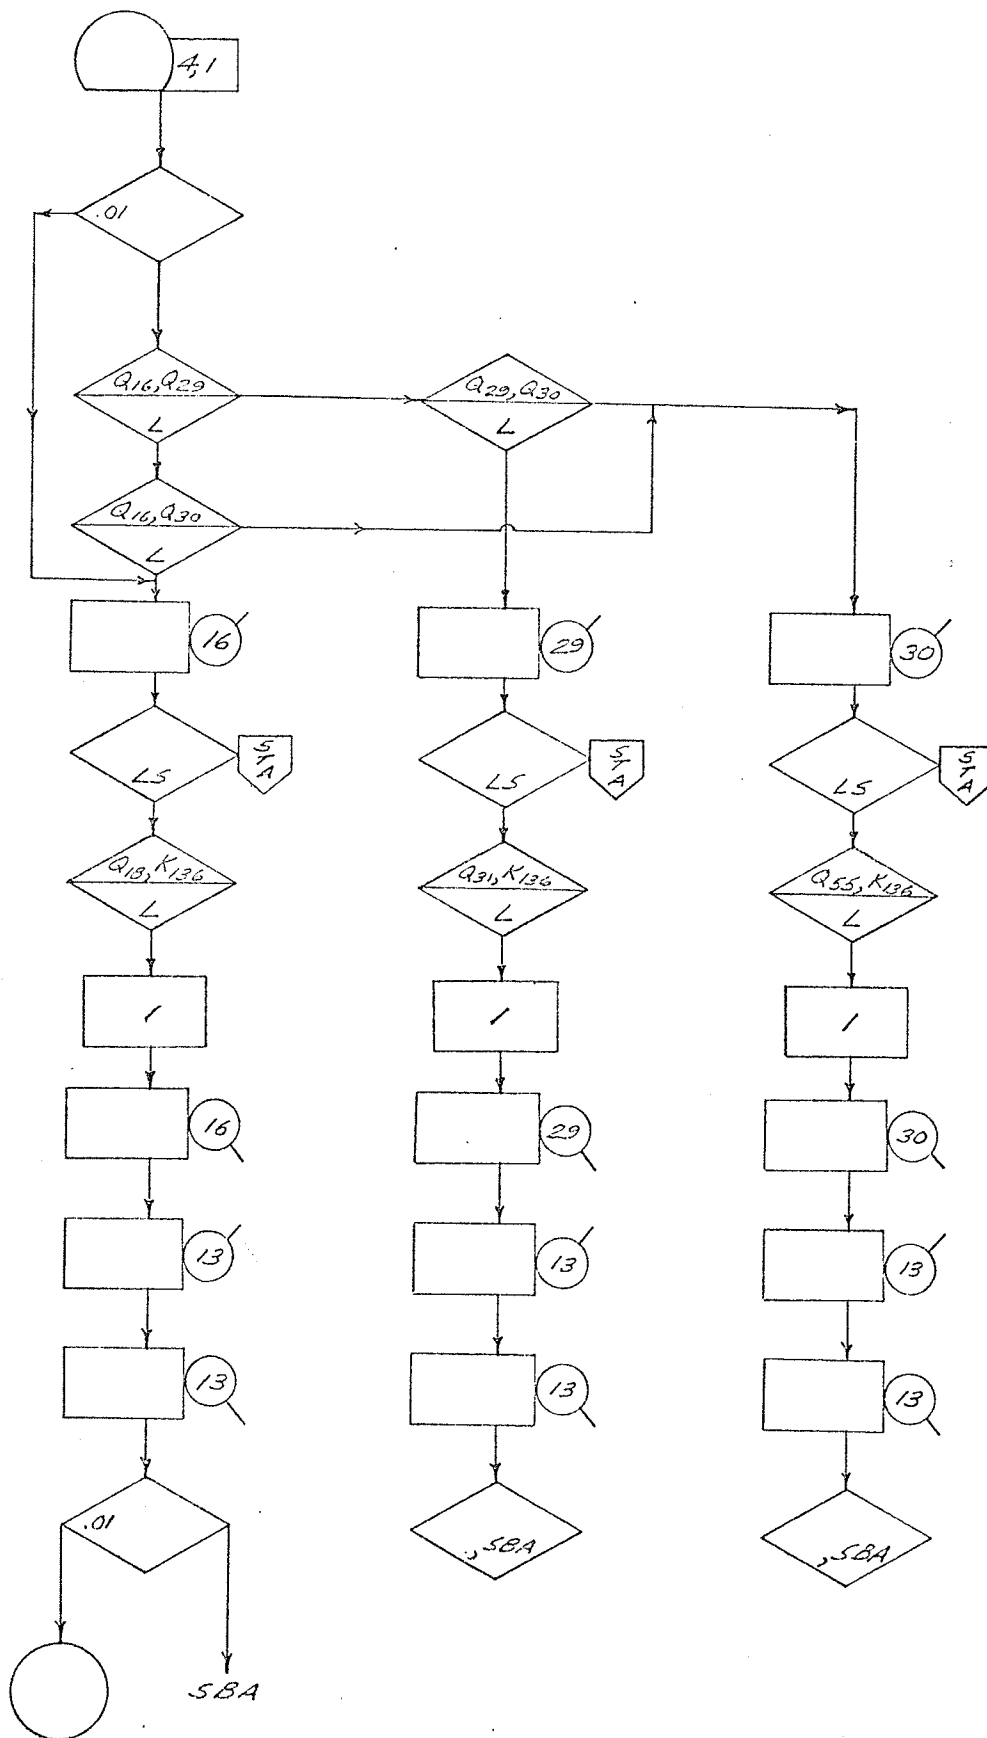 4,1
.01
Q16,Q29
L
Q29,Q30
L
Q16,Q30
L
16
29
30
LS
S/A
LS
S/A
LS
S/A
Q18,K136
L
Q31,K136
L
Q55,K136
L
1
1
1
16
29
30
13
13
13
13
13
13
.01
.,SBA
,SBA
SBA